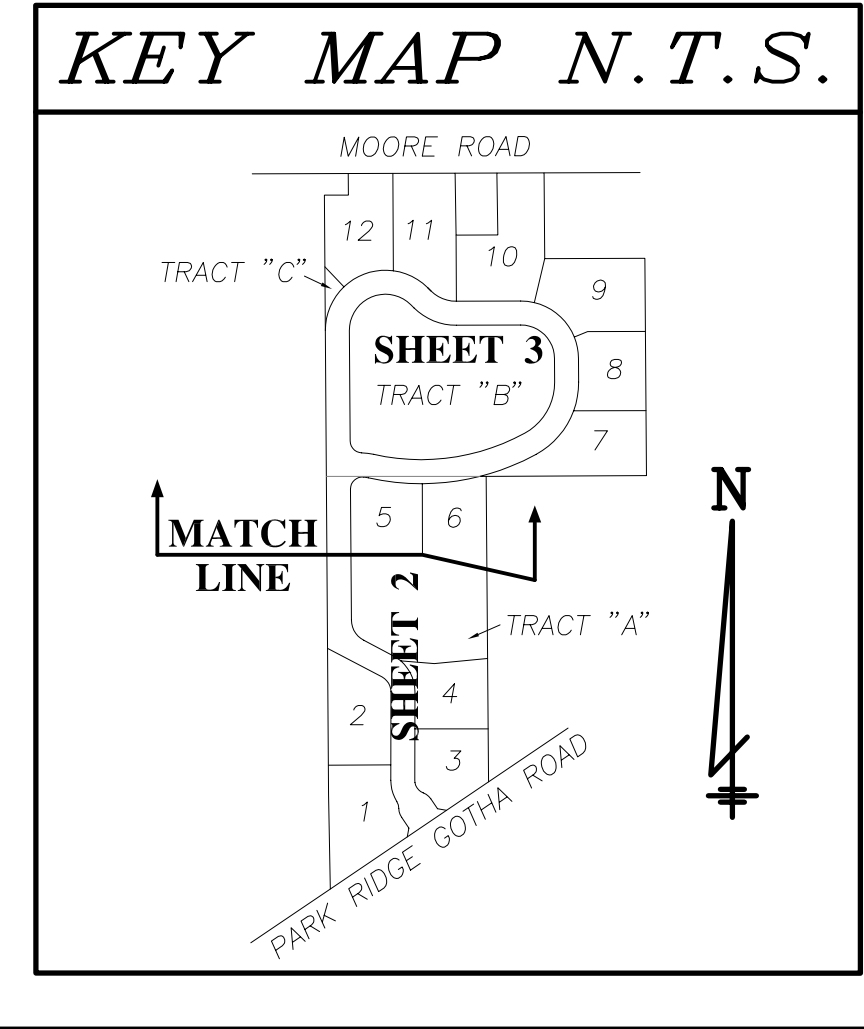 KEY MAP N.T.S.
MOORE ROAD
12
11
10
TRACT "C"
9
SHEET 3
8
TRACT "B"
7
N
5
6
MATCH
LINE
SHEET 2
TRACT "A"
4
2
3
1
PARK RIDGE GOTHA ROAD